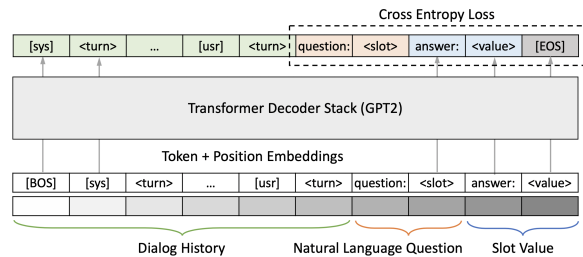 Cross Entropy Loss
[sys] <turn> ... [usr] <turn> question: <slot> answer: <value> [EOS]
Transformer Decoder Stack (GPT2)
Token + Position Embeddings
[BOS] [sys] <turn> ... [usr] <turn> question: <slot> answer: <value>
Dialog History Natural Language Question Slot Value